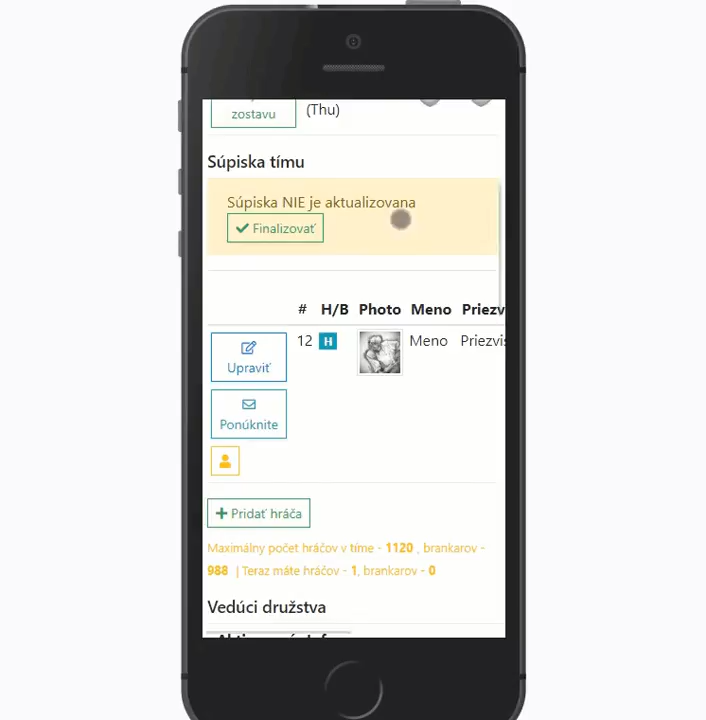 zostavu
(Thu)
Súpiska tímu
Súpiska NIE je aktualizovana
Finalizovať
# H/B Photo Meno Priezv
12 H Meno Priezvis
Upraviť
Ponúknite
Pridať hráča
Maximálny počet hráčov v tíme - 1120 , brankarov -
988 | Teraz máte hráčov - 1, brankarov - 0
Vedúci družstva